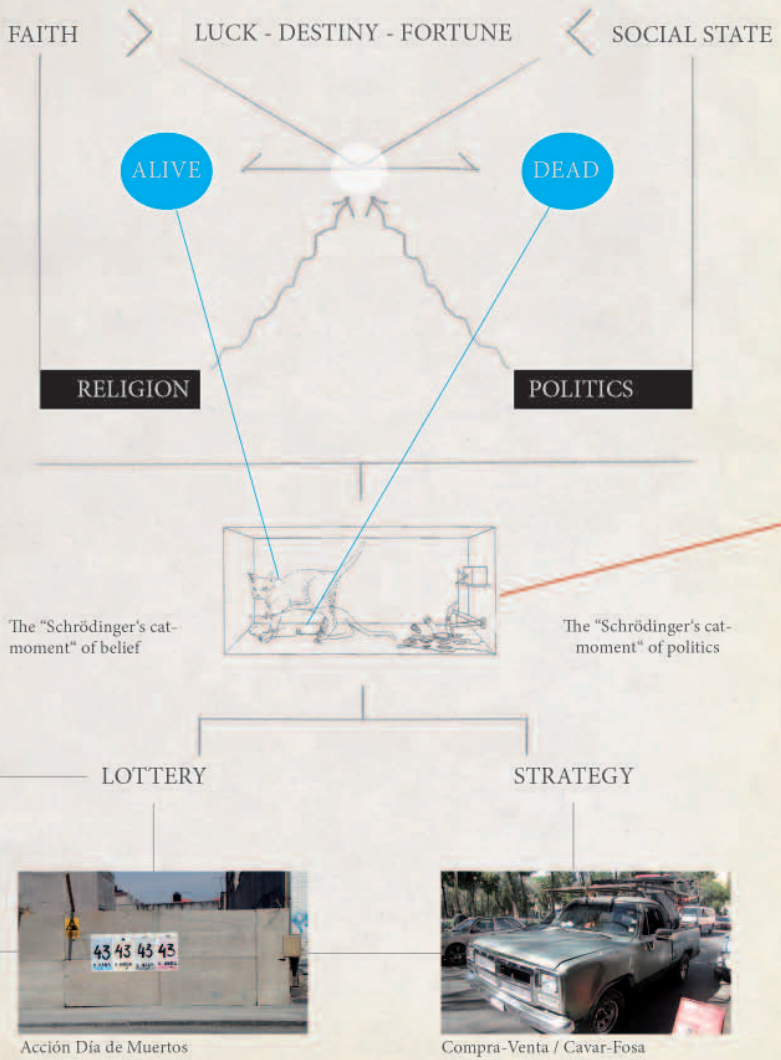 FAITH
LUCK - DESTINY - FORTUNE
SOCIAL STATE
ALIVE
DEAD
RELIGION
POLITICS
The "Schrödinger's cat-
moment" of belief
The "Schrödinger's cat-
moment" of politics
LOTTERY
STRATEGY
43 43 43 43
Acción Día de Muertos
Compra-Venta / Cavar-Fosa